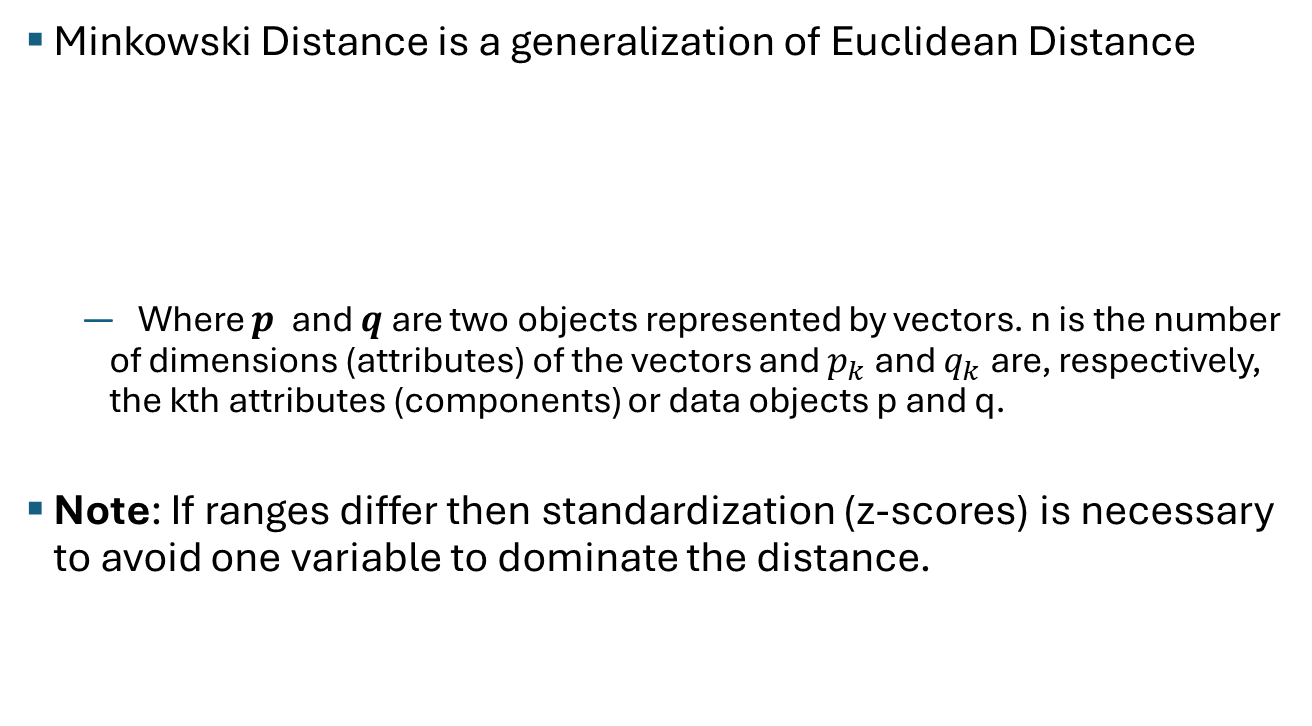 ▪ Minkowski Distance is a generalization of Euclidean Distance
— Where p and q are two objects represented by vectors. n is the number
of dimensions (attributes) of the vectors and pₖ and qₖ are, respectively,
the kth attributes (components) or data objects p and q.
▪ Note: If ranges differ then standardization (z-scores) is necessary
to avoid one variable to dominate the distance.